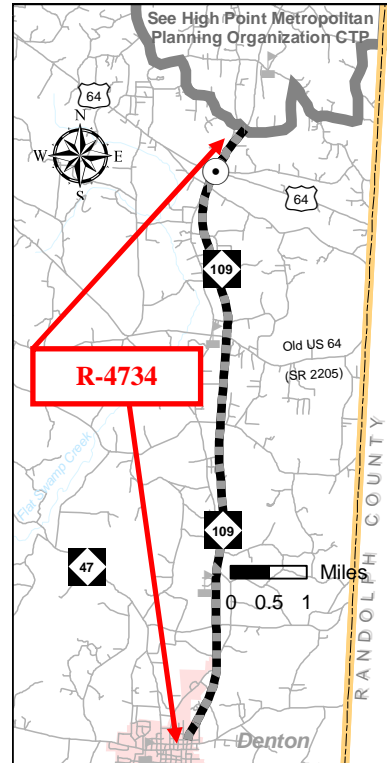 See High Point Metropolitan
Planning Organization CTP
64
N
W E
S
64
109
Old US 64
(SR 2205)
R-4734
Flat Swamp Creek
RANDOLPH COUNTY
109
47
Miles
0 0.5 1
Denton